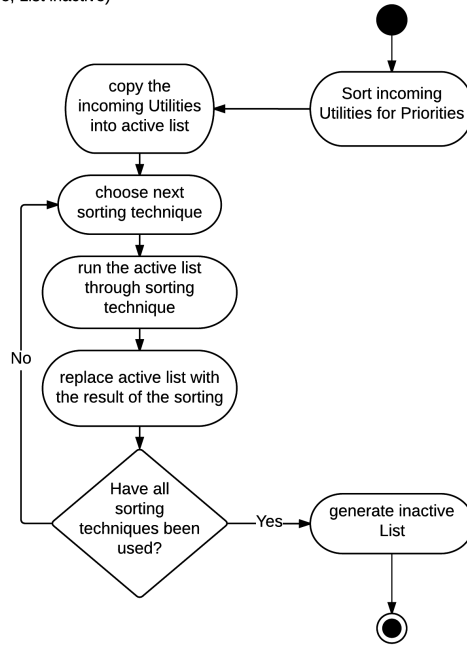 List inactive)
Sort incoming
Utilities for Priorities
copy the
incoming Utilities
into active list
choose next
sorting technique
run the active list
through sorting
technique
replace active list with
the result of the sorting
No
Have all
sorting
techniques been
used?
Yes
generate inactive
List